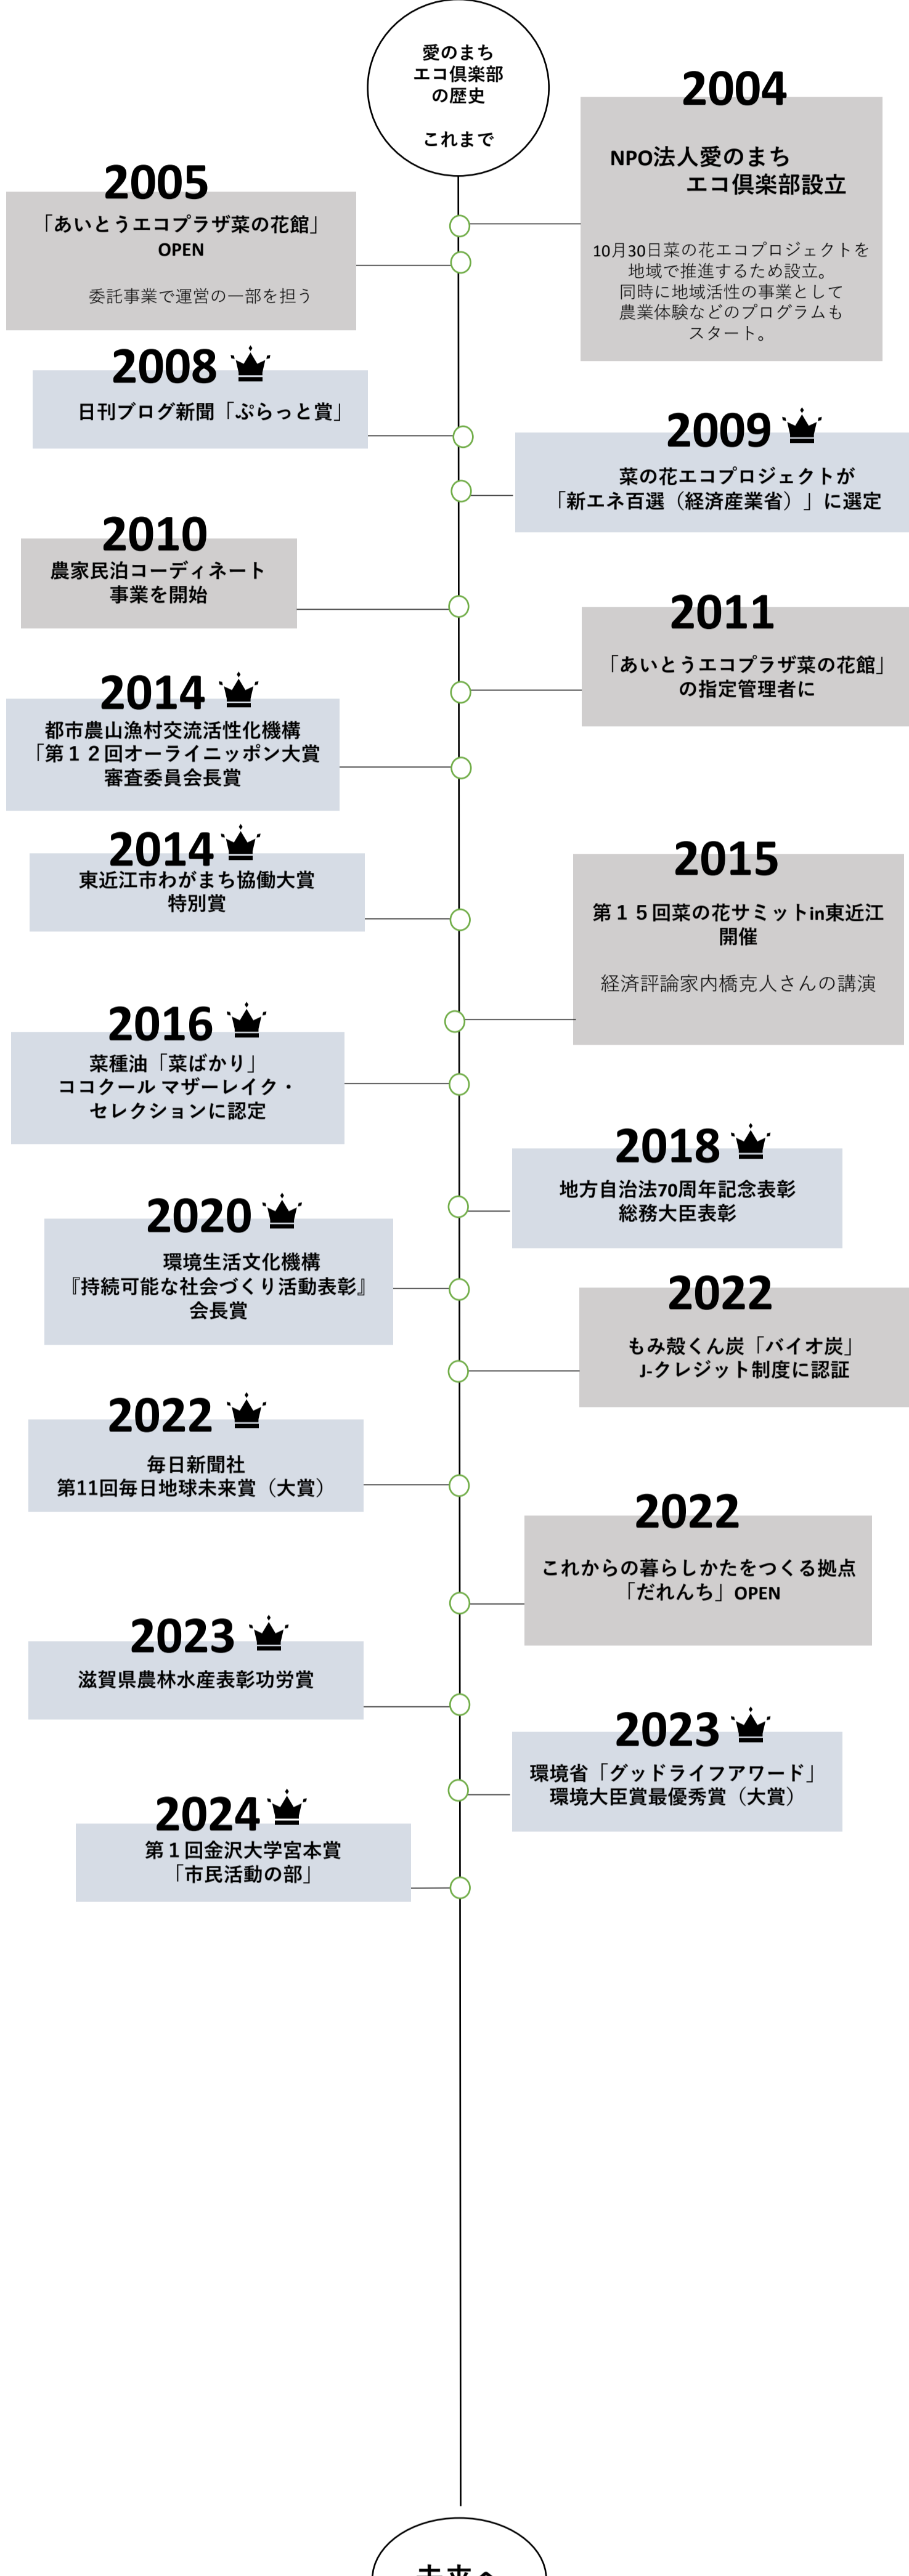 愛のまち
エコ倶楽部
の歴史
これまで
2004
NPO法人愛のまち
エコ倶楽部設立
10月30日菜の花エコプロジェクトを
地域で推進するため設立。
同時に地域活性の事業として
農業体験などのプログラムも
スタート。
2005
「あいとうエコプラザ菜の花館」
OPEN
委託事業で運営の一部を担う
2008
日刊ブログ新聞「ぷらっと賞」
2009
菜の花エコプロジェクトが
「新エネ百選（経済産業省）」に選定
2010
農家民泊コーディネート
事業を開始
2011
「あいとうエコプラザ菜の花館」
の指定管理者に
2014
都市農山漁村交流活性化機構
「第１２回オーライニッポン大賞
審査委員会長賞
2014
東近江市わがまち協働大賞
特別賞
2015
第１５回菜の花サミットin東近江
開催
経済評論家内橋克人さんの講演
2016
菜種油「菜ばかり」
ココクール マザーレイク・
セレクションに認定
2018
地方自治法70周年記念表彰
総務大臣表彰
2020
環境生活文化機構
『持続可能な社会づくり活動表彰』
会長賞
2022
もみ殻くん炭「バイオ炭」
J-クレジット制度に認証
2022
毎日新聞社
第11回毎日地球未来賞（大賞）
2022
これからの暮らしかたをつくる拠点
「だれんち」OPEN
2023
滋賀県農林水産表彰功労賞
2023
環境省「グッドライフアワード」
環境大臣賞最優秀賞（大賞）
2024
第１回金沢大学宮本賞
「市民活動の部」
未来へ